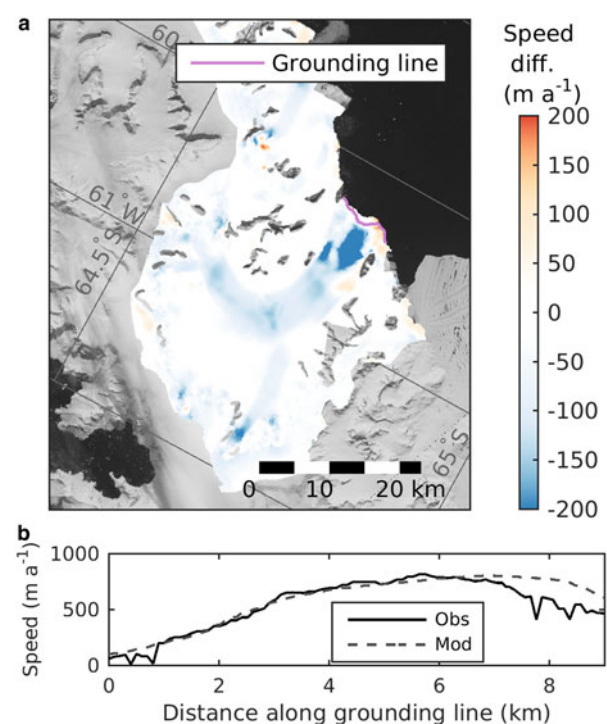 a
Grounding line
Speed
diff.
(m a-1)
200
150
100
50
0
-50
-100
-150
-200
60
61°W
64.5°S
65°S
0 10 20 km
b
Speed (m a-1)
1000
500
0
Obs
Mod
0 2 4 6 8
Distance along grounding line (km)